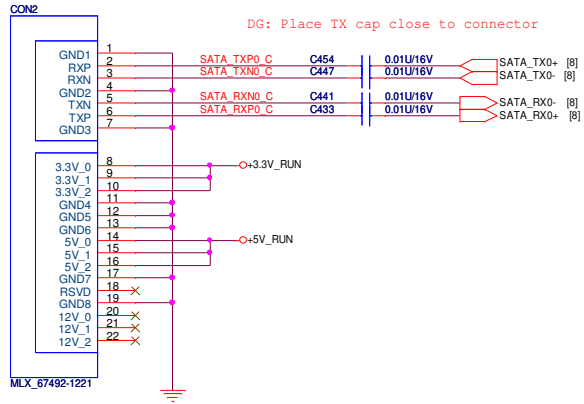 CON2
DG: Place TX cap close to connector
GND1 1
RXP 2 SATA_TXP0_C C454 0.01U/16V SATA_TX0+ [8]
RXN 3 SATA_TXN0_C C447 0.01U/16V SATA_TX0- [8]
GND2 4
TXN 5 SATA_RXN0_C C441 0.01U/16V SATA_RX0- [8]
TXP 6 SATA_RXP0_C C433 0.01U/16V SATA_RX0+ [8]
GND3 7
3.3V_0 8 +3.3V_RUN
3.3V_1 9
3.3V_2 10
GND4 11
GND5 12
GND6 13
5V_0 14 +5V_RUN
5V_1 15
5V_2 16
GND7 17
RSVD 18
GND8 19
12V_0 20
12V_1 21
12V_2 22
MLX_67492-1221